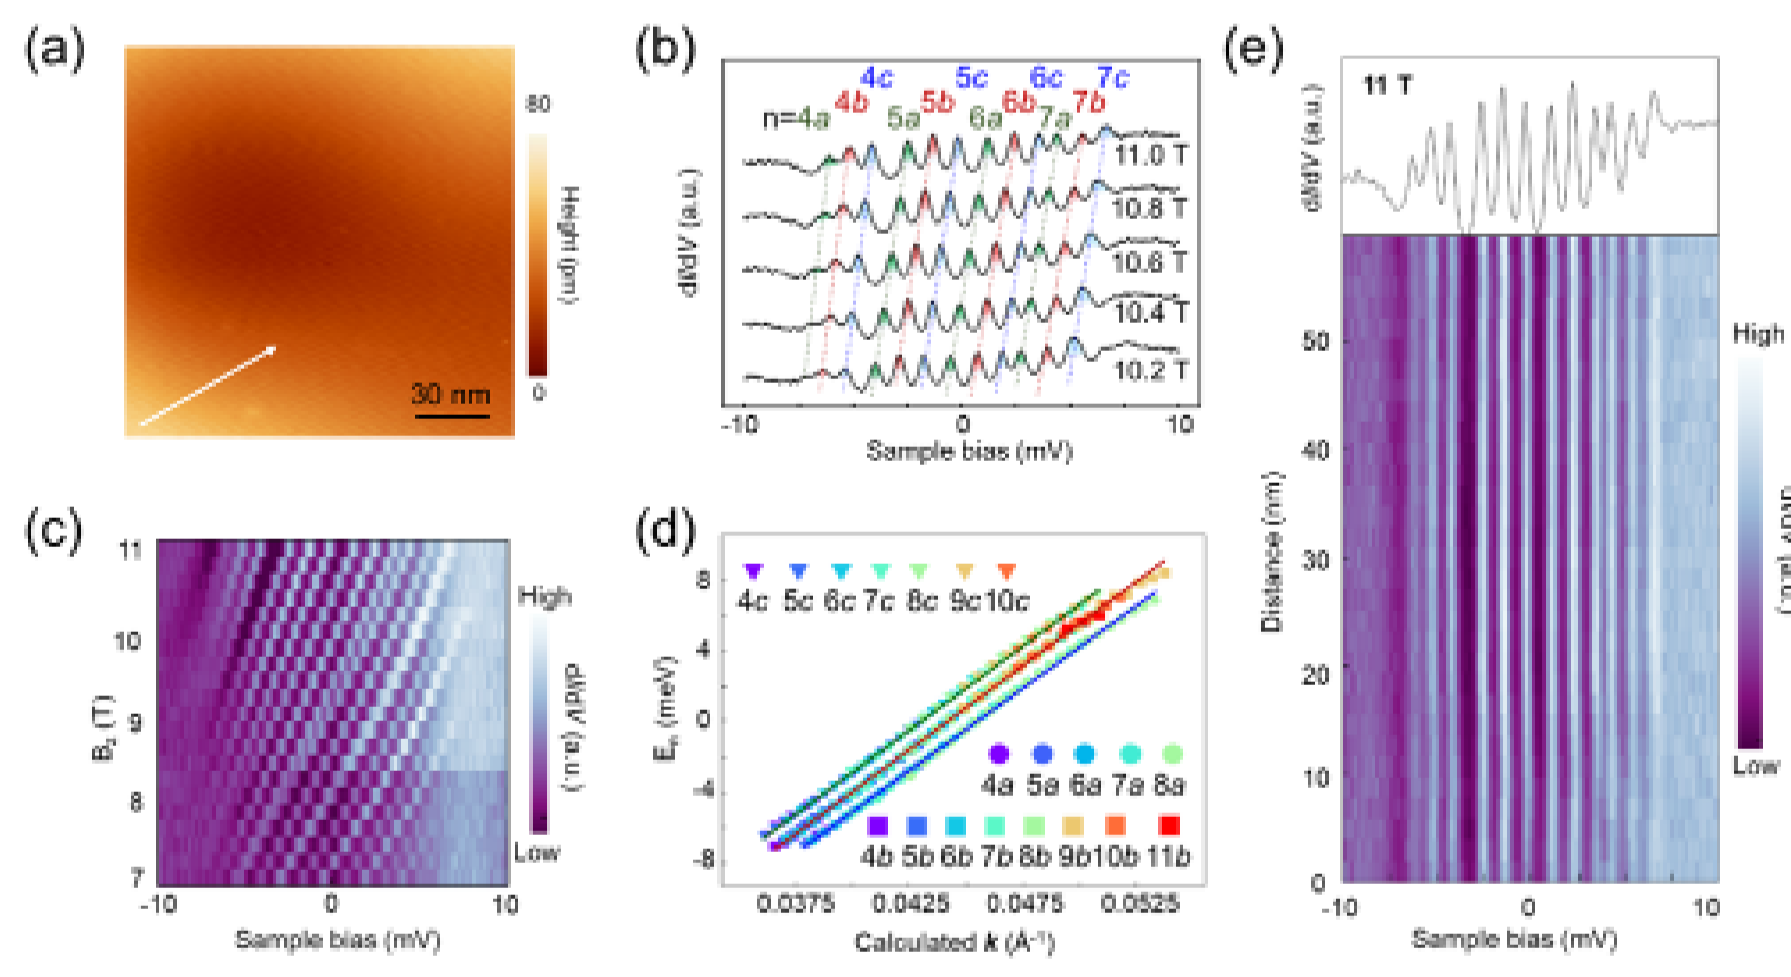 (a)
80
Height (pm)
0
30 nm
(b)
4c 5c 6c 7c
4b 5b 6b 7b
n=4a 5a 6a 7a
11.0 T
10.8 T
10.6 T
10.4 T
10.2 T
dI/dV (a.u.)
-10 0 10
Sample bias (mV)
(c)
11
10
9
8
7
Bz (T)
-10 0 10
Sample bias (mV)
High
dI/dV (a.u.)
Low
(d)
8
4
0
-4
-8
En (meV)
4c 5c 6c 7c 8c 9c 10c
4a 5a 6a 7a 8a
4b 5b 6b 7b 8b 9b 10b 11b
0.0375 0.0425 0.0475 0.0525
Calculated k (Å-1)
(e)
11 T
dI/dV (a.u.)
50
40
30
20
10
0
Distance (nm)
-10 0 10
Sample bias (mV)
High
Low